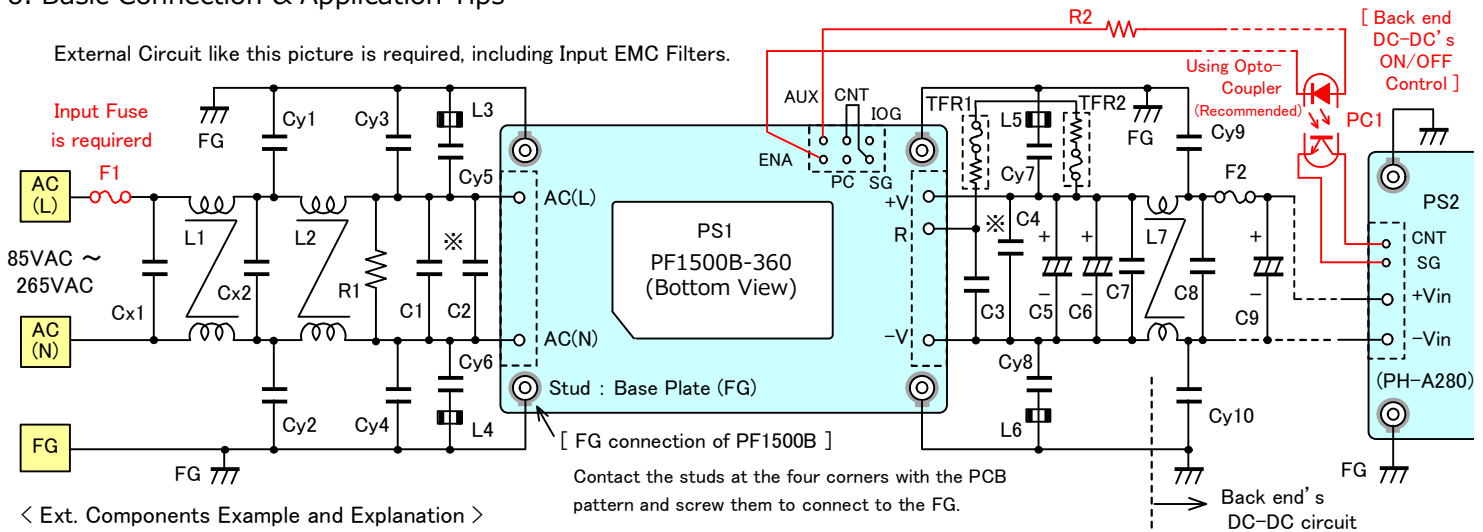 6. Basic Connection & Application Tips
External Circuit like this picture is required, including Input EMC Filters.
R2
[ Back end
DC-DC's
ON/OFF
Control ]
Using Opto-
Coupler
(Recommended)
PC1
Input Fuse
is requirerd
F1
FG
Cy1
Cy3
L3
Cy5
AUX
CNT
IOG
ENA
PC
SG
TFR1
L5
TFR2
Cy7
FG
Cy9
F2
AC
(L)
L1
L2
AC(L)
PS1
PF1500B-360
(Bottom View)
+V
R
※
C4
L7
PS2
CNT
SG
85VAC ~
265VAC
Cx1
Cx2
R1
C1
※
C2
C3
+
-
C5
+
-
C6
C7
C8
+
-
C9
+Vin
-Vin
AC
(N)
AC(N)
-V
Cy6
Cy8
(PH-A280)
Stud : Base Plate (FG)
Cy2
Cy4
L4
L6
Cy10
FG
FG
[ FG connection of PF1500B ]
Contact the studs at the four corners with the PCB
pattern and screw them to connect to the FG.
FG
Back end's
DC-DC circuit
< Ext. Components Example and Explanation >